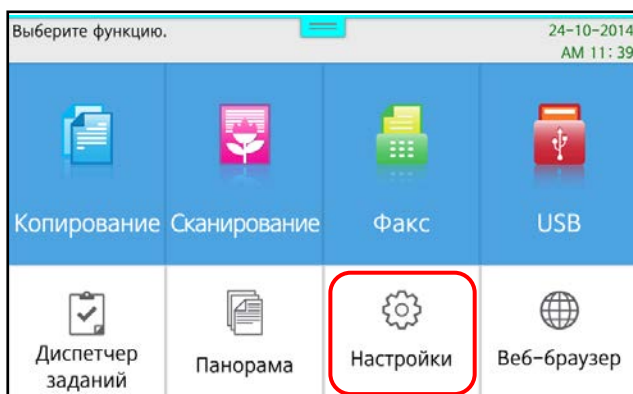 Выберите функцию.
24-10-2014
AM 11:39
Копирование
Сканирование
Факс
USB
Диспетчер
заданий
Панорама
Настройки
Веб-браузер